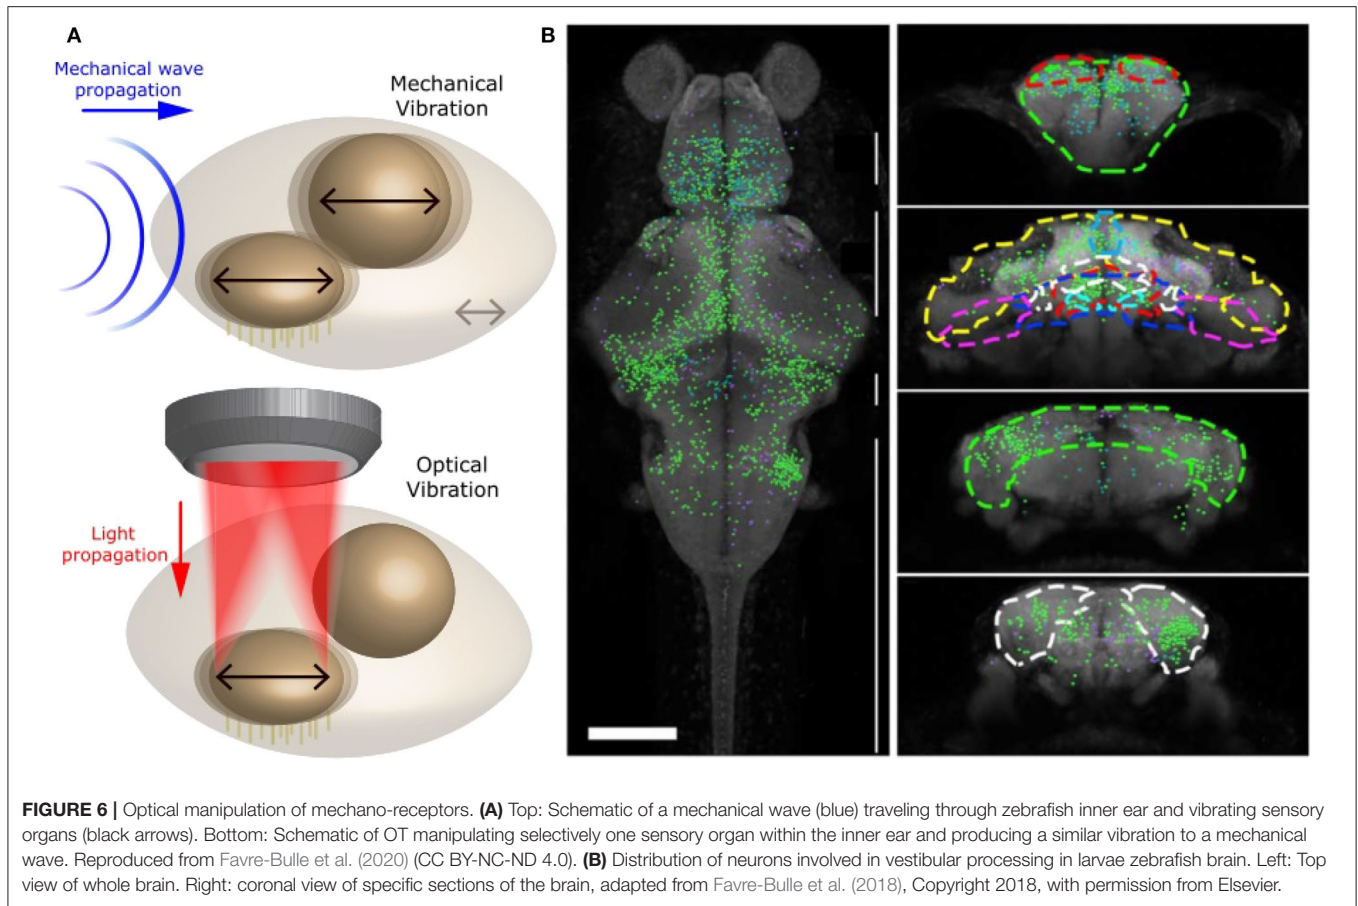 A
B
Mechanical wave
propagation
Mechanical
Vibration
Optical
Vibration
Light
propagation
FIGURE 6 | Optical manipulation of mechano-receptors. (A) Top: Schematic of a mechanical wave (blue) traveling through zebrafish inner ear and vibrating sensory
organs (black arrows). Bottom: Schematic of OT manipulating selectively one sensory organ within the inner ear and producing a similar vibration to a mechanical
wave. Reproduced from Favre-Bulle et al. (2020) (CC BY-NC-ND 4.0). (B) Distribution of neurons involved in vestibular processing in larvae zebrafish brain. Left: Top
view of whole brain. Right: coronal view of specific sections of the brain, adapted from Favre-Bulle et al. (2018), Copyright 2018, with permission from Elsevier.